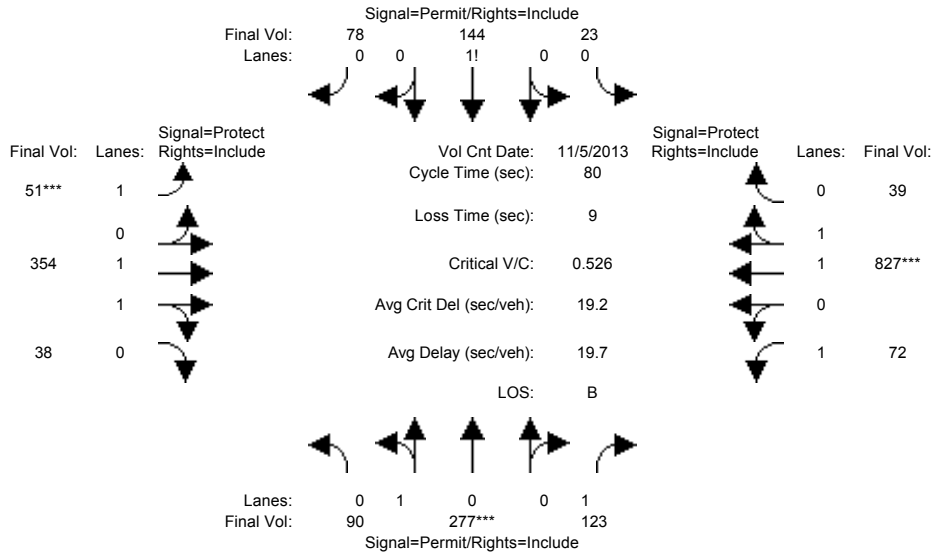 Signal=Permit/Rights=Include
Final Vol: 78 144 23
Lanes: 0 0 1! 0 0
Signal=Protect Signal=Protect
Final Vol: Lanes: Rights=Include Vol Cnt Date: 11/5/2013 Rights=Include Lanes: Final Vol:
Cycle Time (sec): 80
51*** 1 0 39
Loss Time (sec): 9
0 1
354 1 Critical V/C: 0.526 1 827***
1 Avg Crit Del (sec/veh): 19.2 0
38 0 Avg Delay (sec/veh): 19.7 1 72
LOS: B
Lanes: 0 1 0 0 1
Final Vol: 90 277*** 123
Signal=Permit/Rights=Include